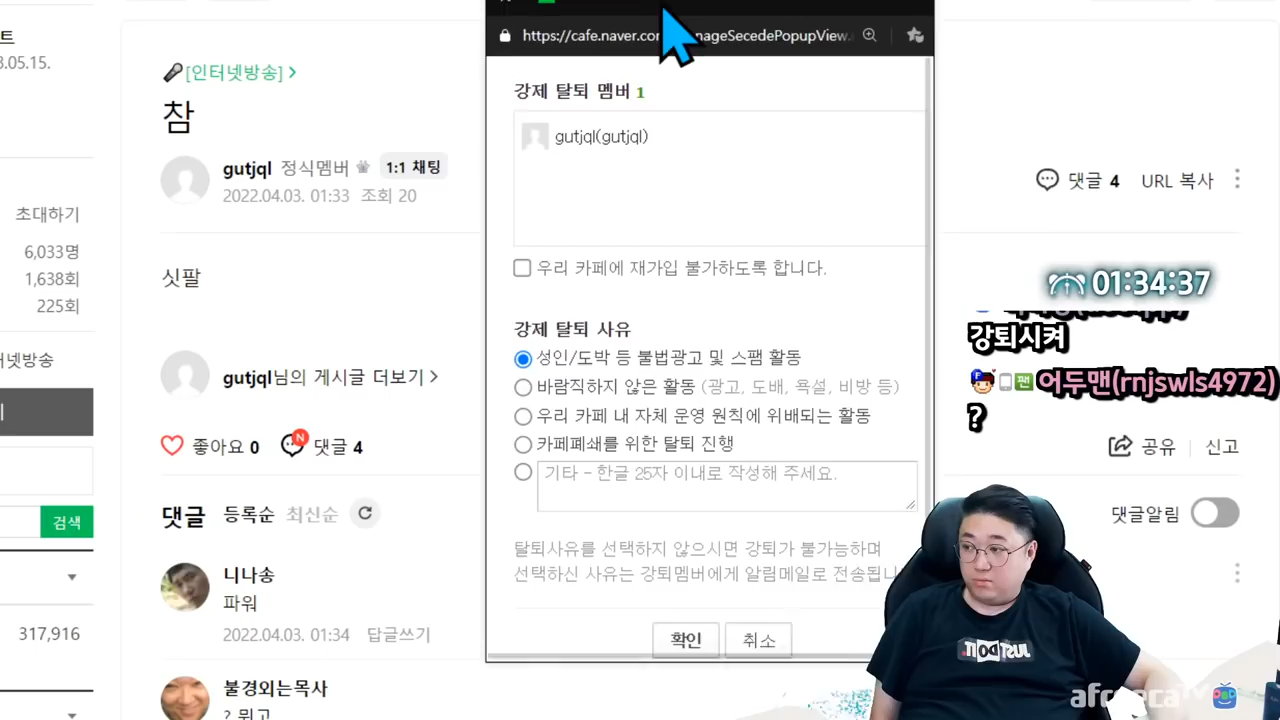 트
.05.15.
초대하기
6,033명
1,638회
225회
넷방송
기
검색
317,916
[인터넷방송] >
참
gutjql 정식멤버 1:1 채팅
2022.04.03. 01:33 조회 20
댓글 4 URL 복사
싯팔
gutjql님의 게시글 더보기 >
좋아요 0 N 댓글 4
공유 신고
댓글 등록순 최신순
댓글알림
니나송
파워
2022.04.03. 01:34 답글쓰기
불경외는목사
? 뭐고
https://cafe.naver.co nageSecedePopupView.
강제 탈퇴 멤버 1
gutjql(gutjql)
우리 카페에 재가입 불가하도록 합니다.
강제 탈퇴 사유
성인/도박 등 불법광고 및 스팸 활동
바람직하지 않은 활동 (광고, 도배, 욕설, 비방 등)
우리 카페 내 자체 운영 원칙에 위배되는 활동
카페폐쇄를 위한 탈퇴 진행
기타 - 한글 25자 이내로 작성해 주세요.
탈퇴사유를 선택하지 않으시면 강퇴가 불가능하며
선택하신 사유는 강퇴멤버에게 알림메일로 전송됩니
확인 취소
01:34:37
강퇴시켜
F 팬 어두맨(rnjswls4972)
?
JUST DO IT.
afreeca